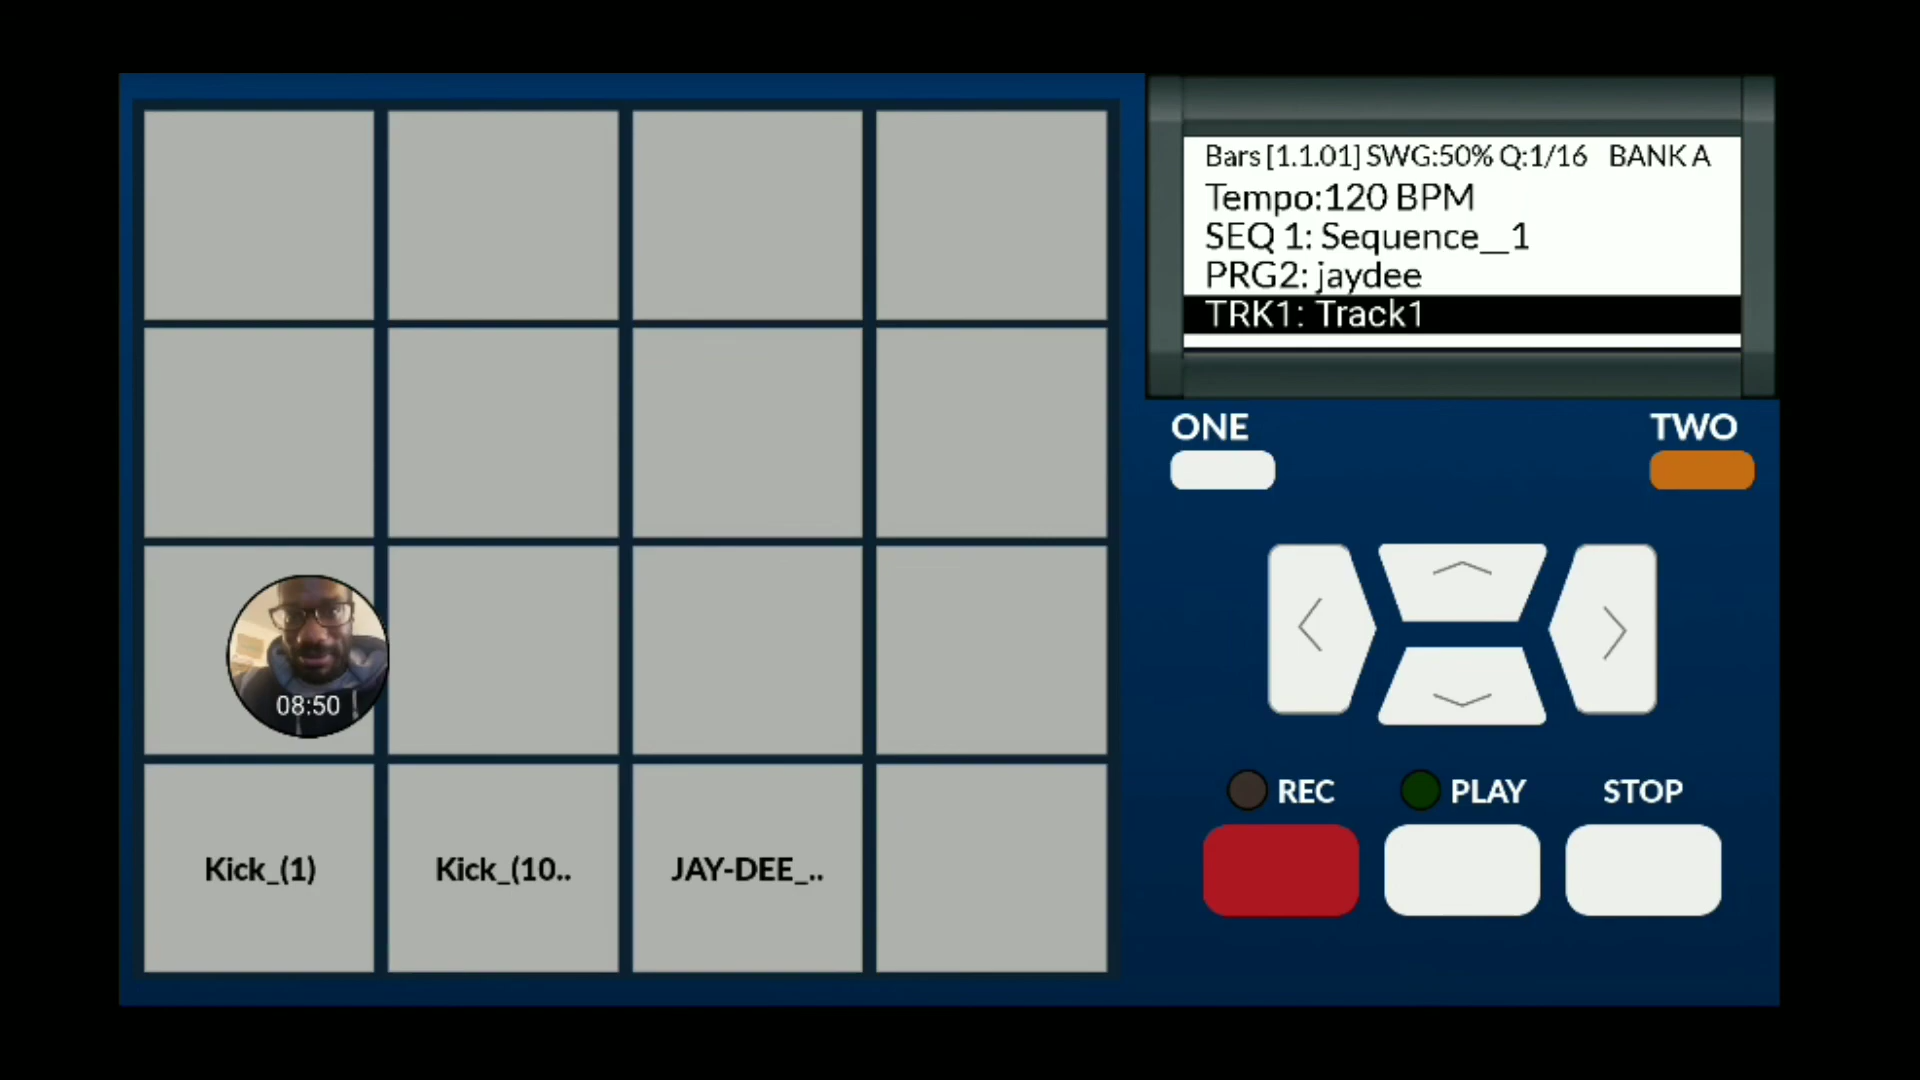 Bars [1.1.01] SWG:50% Q:1/16 BANK A
Tempo:120 BPM
SEQ 1: Sequence__1
PRG2: jaydee
TRK1: Track1
ONE
TWO
REC
PLAY
STOP
08:50
Kick_(1)
Kick_(10..
JAY-DEE_..